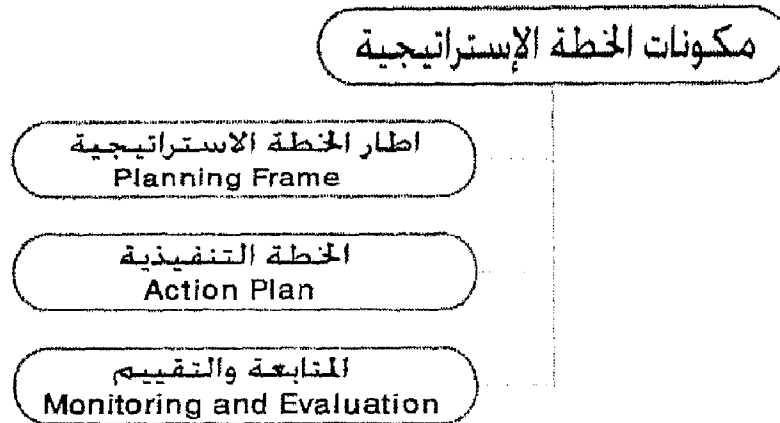 مكونات الخطة الإستراتيجية
اطار الخطة الاستراتيجية
Planning Frame
الخطة التنفيذية
Action Plan
المتابعة والتقييم
Monitoring and Evaluation